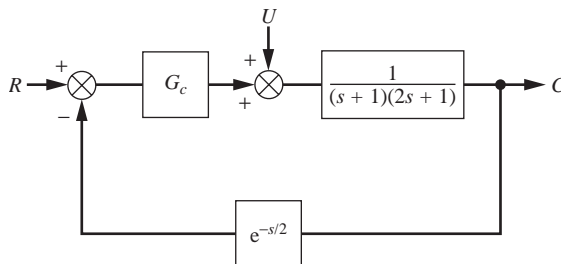 U
+
+
R
G_c
+
1
(s + 1)(2s + 1)
C
−
e^{−s/2}